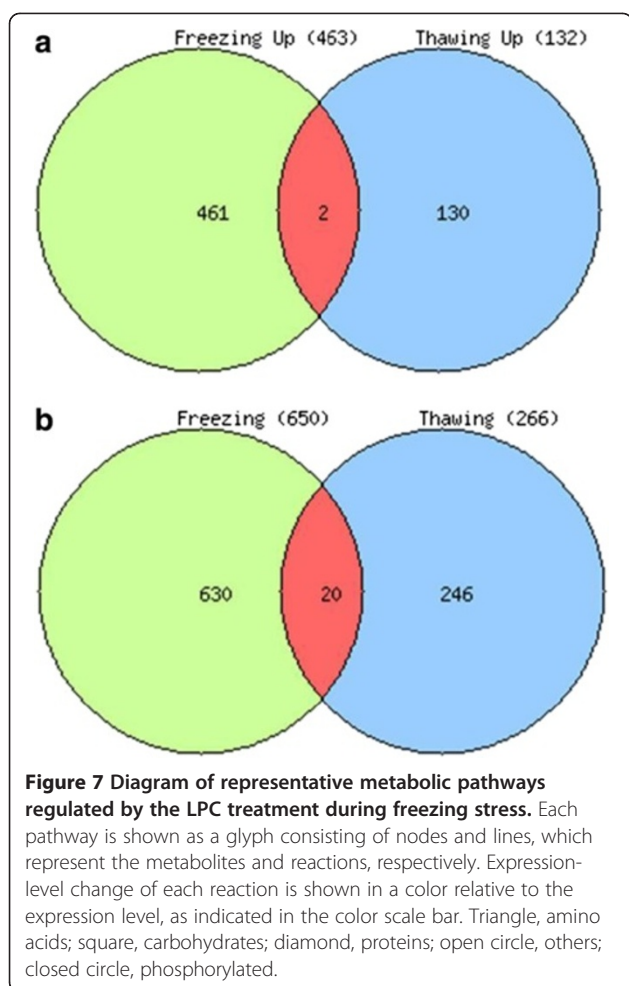 a
Freezing Up (463) Thawing Up (132)
461 2 130
b
Freezing (650) Thawing (266)
630 20 246
Figure 7 Diagram of representative metabolic pathways
regulated by the LPC treatment during freezing stress. Each
pathway is shown as a glyph consisting of nodes and lines, which
represent the metabolites and reactions, respectively. Expression-
level change of each reaction is shown in a color relative to the
expression level, as indicated in the color scale bar. Triangle, amino
acids; square, carbohydrates; diamond, proteins; open circle, others;
closed circle, phosphorylated.